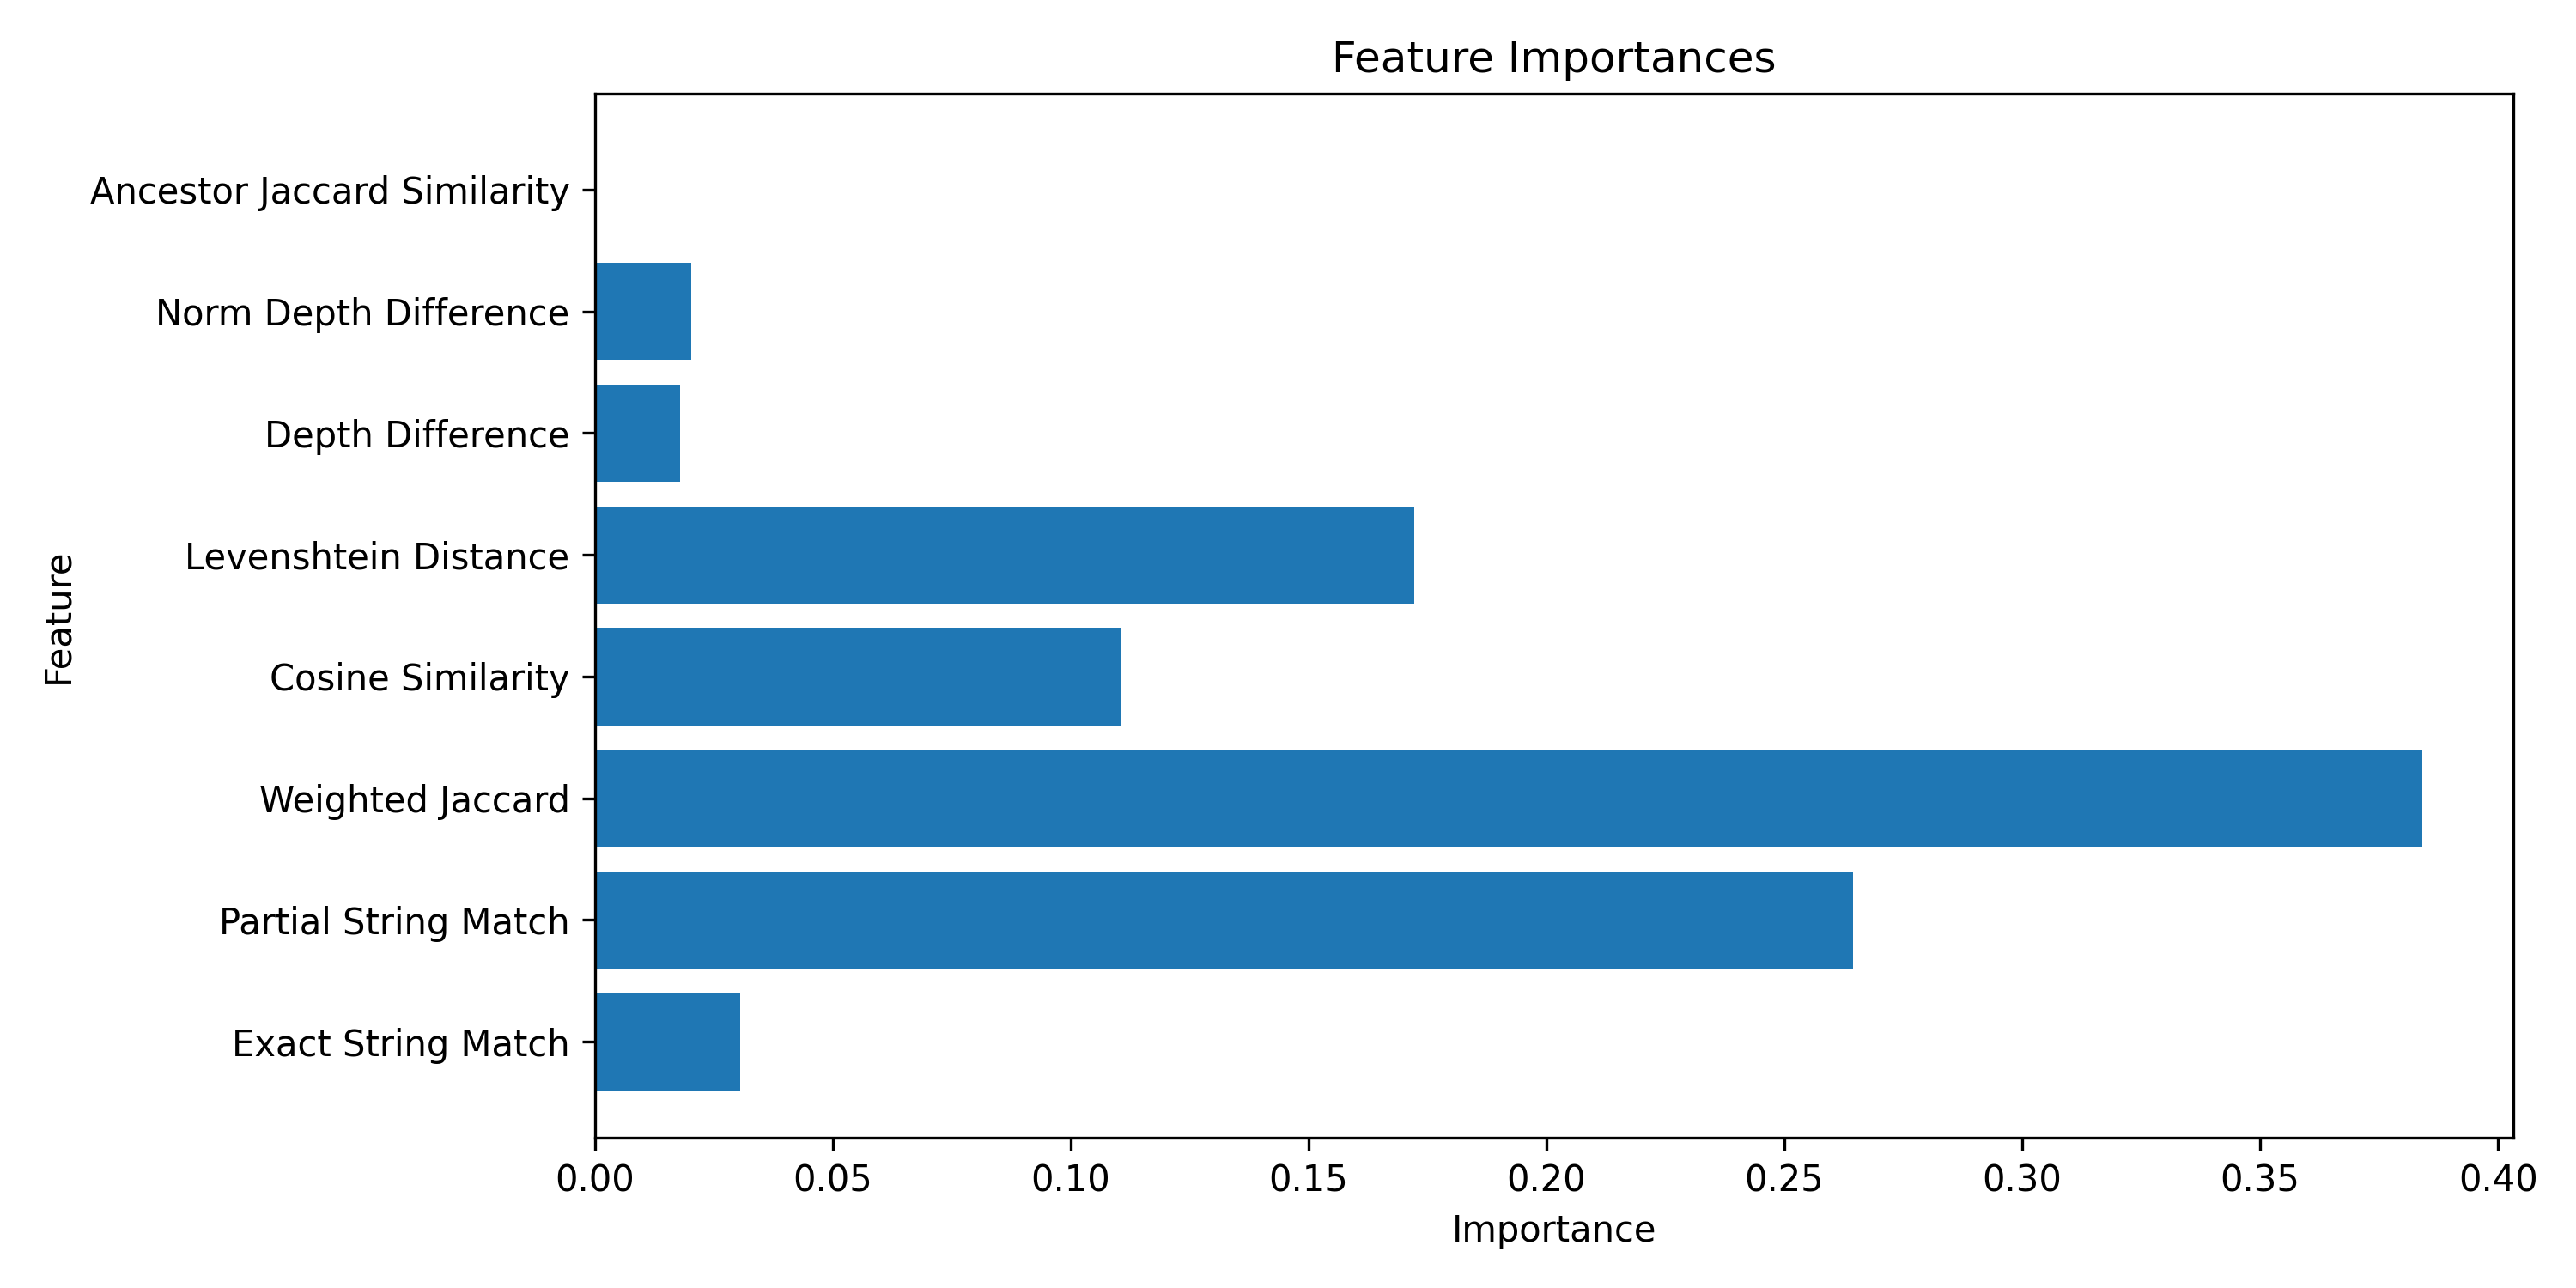 Feature Importances
Feature
Ancestor Jaccard Similarity
Norm Depth Difference
Depth Difference
Levenshtein Distance
Cosine Similarity
Weighted Jaccard
Partial String Match
Exact String Match
0.00 0.05 0.10 0.15 0.20 0.25 0.30 0.35 0.40
Importance